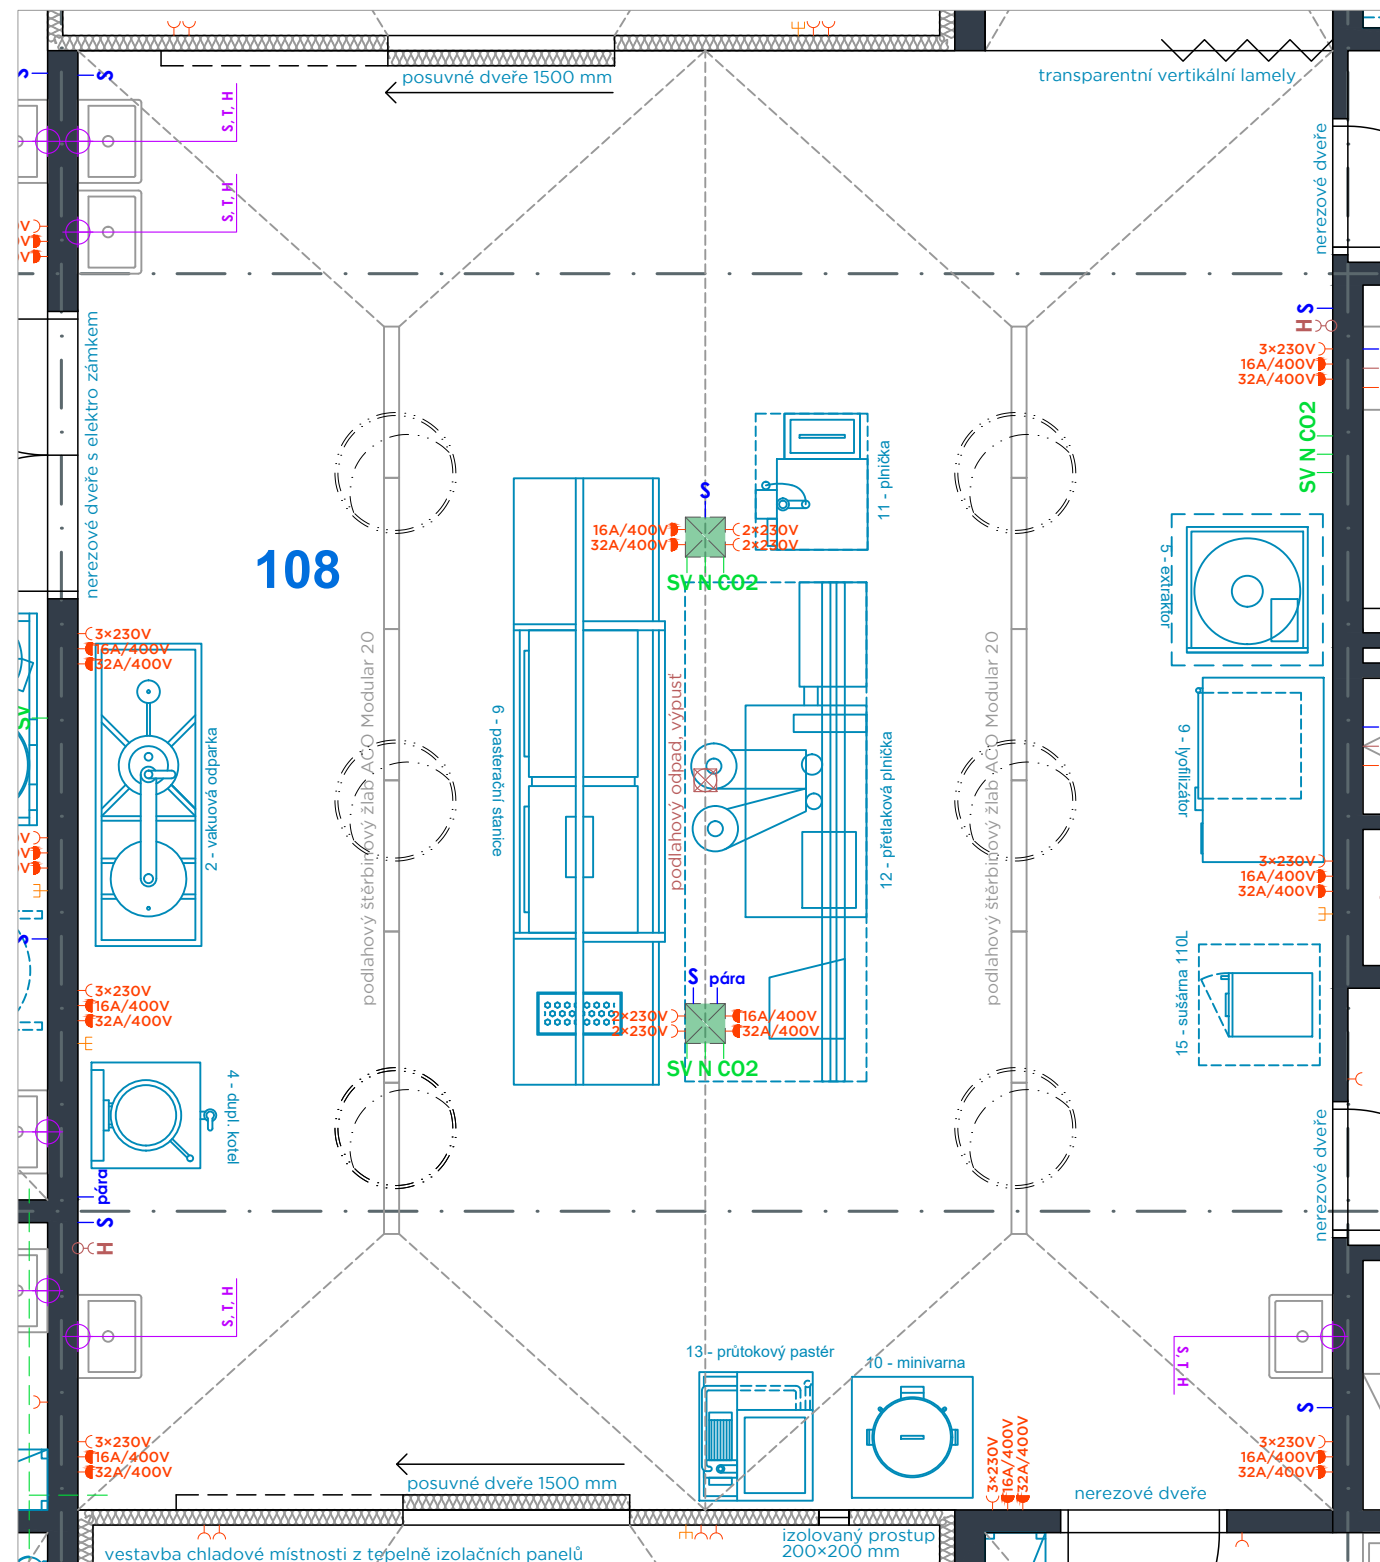 posuvné dveře 1500 mm
transparentní vertikální lamely
S
S
S, T, H
S, T, H
nerezové dveře
nerezové dveře s elektro zámkem
S
H
3×230V
16A/400V
32A/400V
SV N CO2
11 - plnička
S
16A/400V
32A/400V
2×230V
2×230V
SV N CO2
108
5 - extraktor
3×230V
16A/400V
32A/400V
podlahový štěrbinový žlab ACO Modular 20
podlahový štěrbinový žlab ACO Modular 20
podlahový odpad, výpusť
SV
2 - vakuová odparka
6 - pasterační stanice
12 - přetlaková plnička
9 - lyofilizátor
3×230V
16A/400V
32A/400V
S
15 - sušárna 110L
S
pára
3×230V
16A/400V
32A/400V
2×230V
2×230V
16A/400V
32A/400V
SV N CO2
4 - dupl. kotel
nerezové dveře
pára
S
H
S, T, H
S, T, H
13 - průtokový pastér
10 - minivarna
S
3×230V
16A/400V
32A/400V
3×230V
16A/400V
32A/400V
3×230V
16A/400V
32A/400V
posuvné dveře 1500 mm
nerezové dveře
izolovaný prostup
200×200 mm
vestavba chladové místnosti z tepelně izolačních panelů